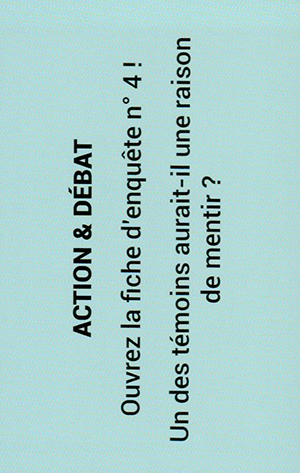 ACTION & DÉBAT
Ouvrez la fiche d'enquête n° 4 !
Un des témoins aurait-il une raison
de mentir ?